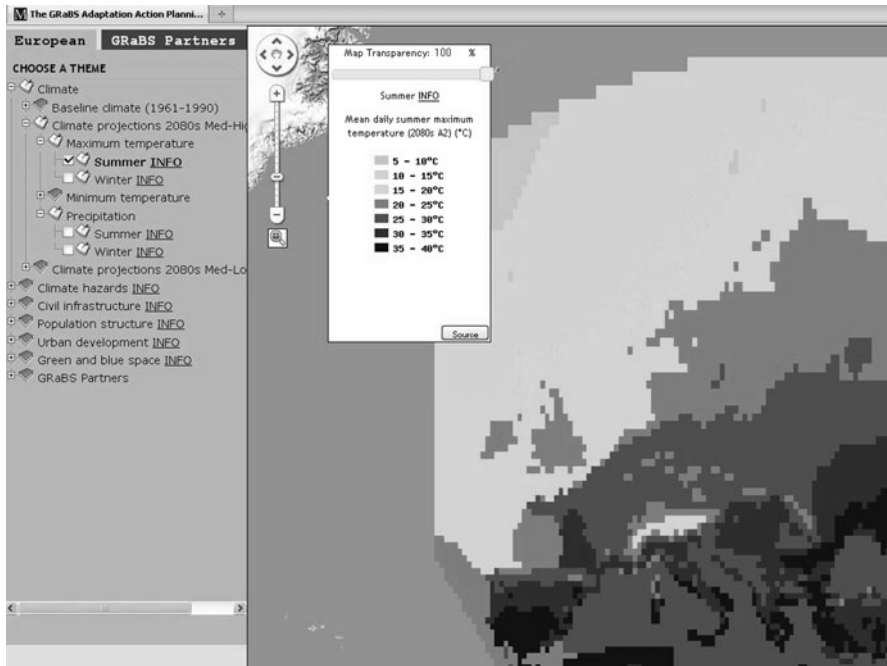 The GRaBS Adaptation Action Planni...
European GRaBS Partners
CHOOSE A THEME
Climate
Baseline climate (1961-1990)
Climate projections 2080s Med-Hig
Maximum temperature
Summer INFO
Winter INFO
Minimum temperature
Precipitation
Summer INFO
Winter INFO
Climate projections 2080s Med-Lo
Climate hazards INFO
Civil infrastructure INFO
Population structure INFO
Urban development INFO
Green and blue space INFO
GRaBS Partners
Map Transparency: 100 %
Summer INFO
Mean daily summer maximum
temperature (2080s A2) (°C)
5 - 10°C
10 - 15°C
15 - 20°C
20 - 25°C
25 - 30°C
30 - 35°C
35 - 40°C
Source